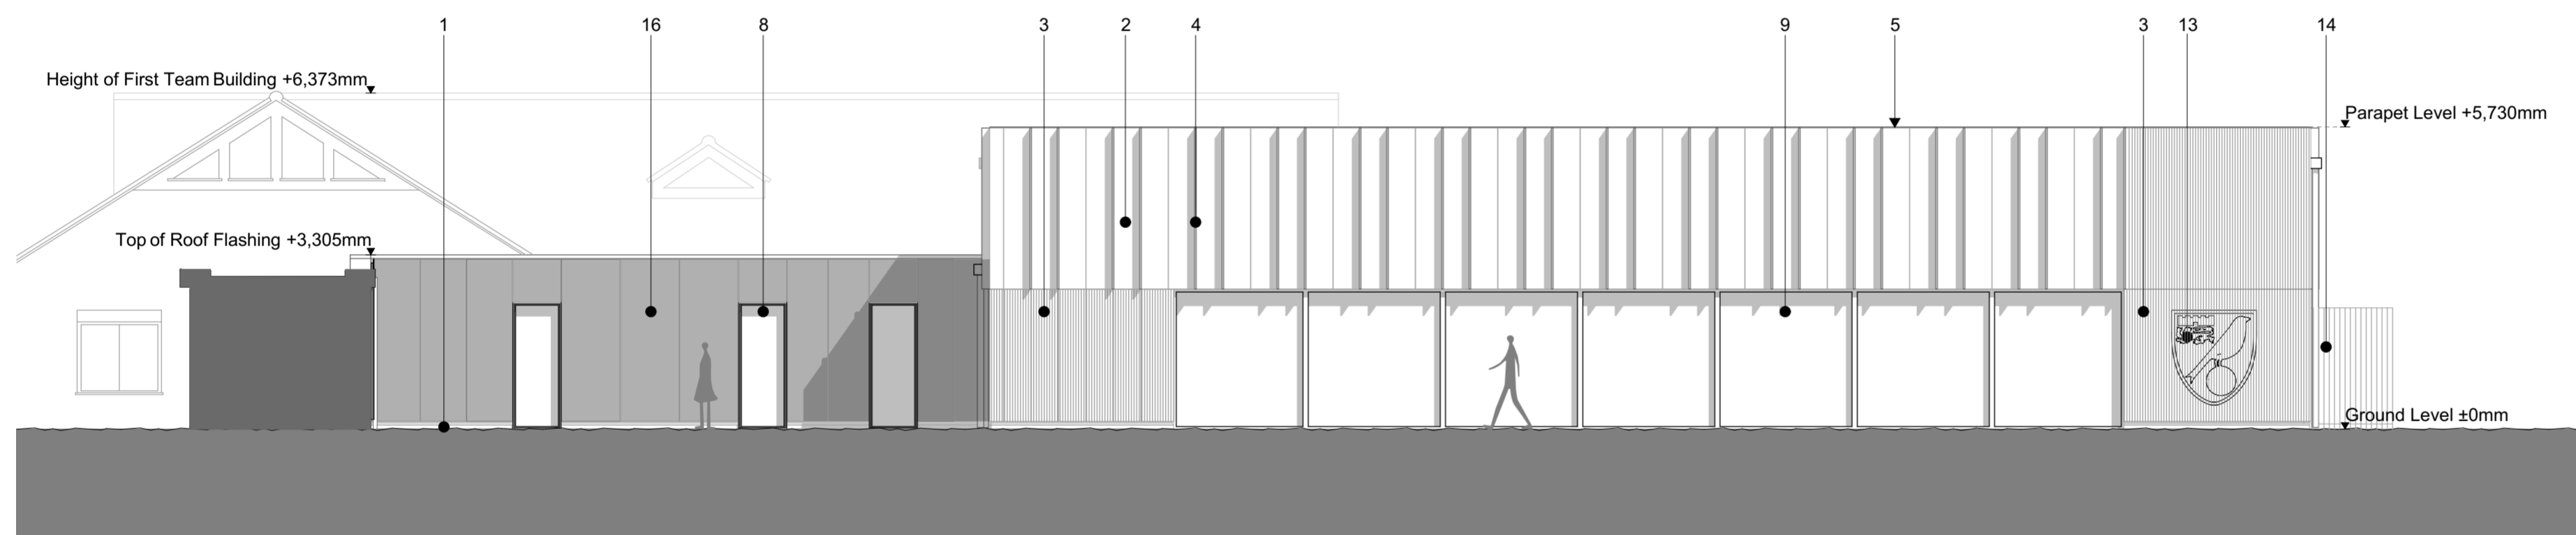 1 16 8 3 2 4 9 5 3 13 14
Height of First Team Building +6,373mm
Parapet Level +5,730mm
Top of Roof Flashing +3,305mm
Ground Level ±0mm